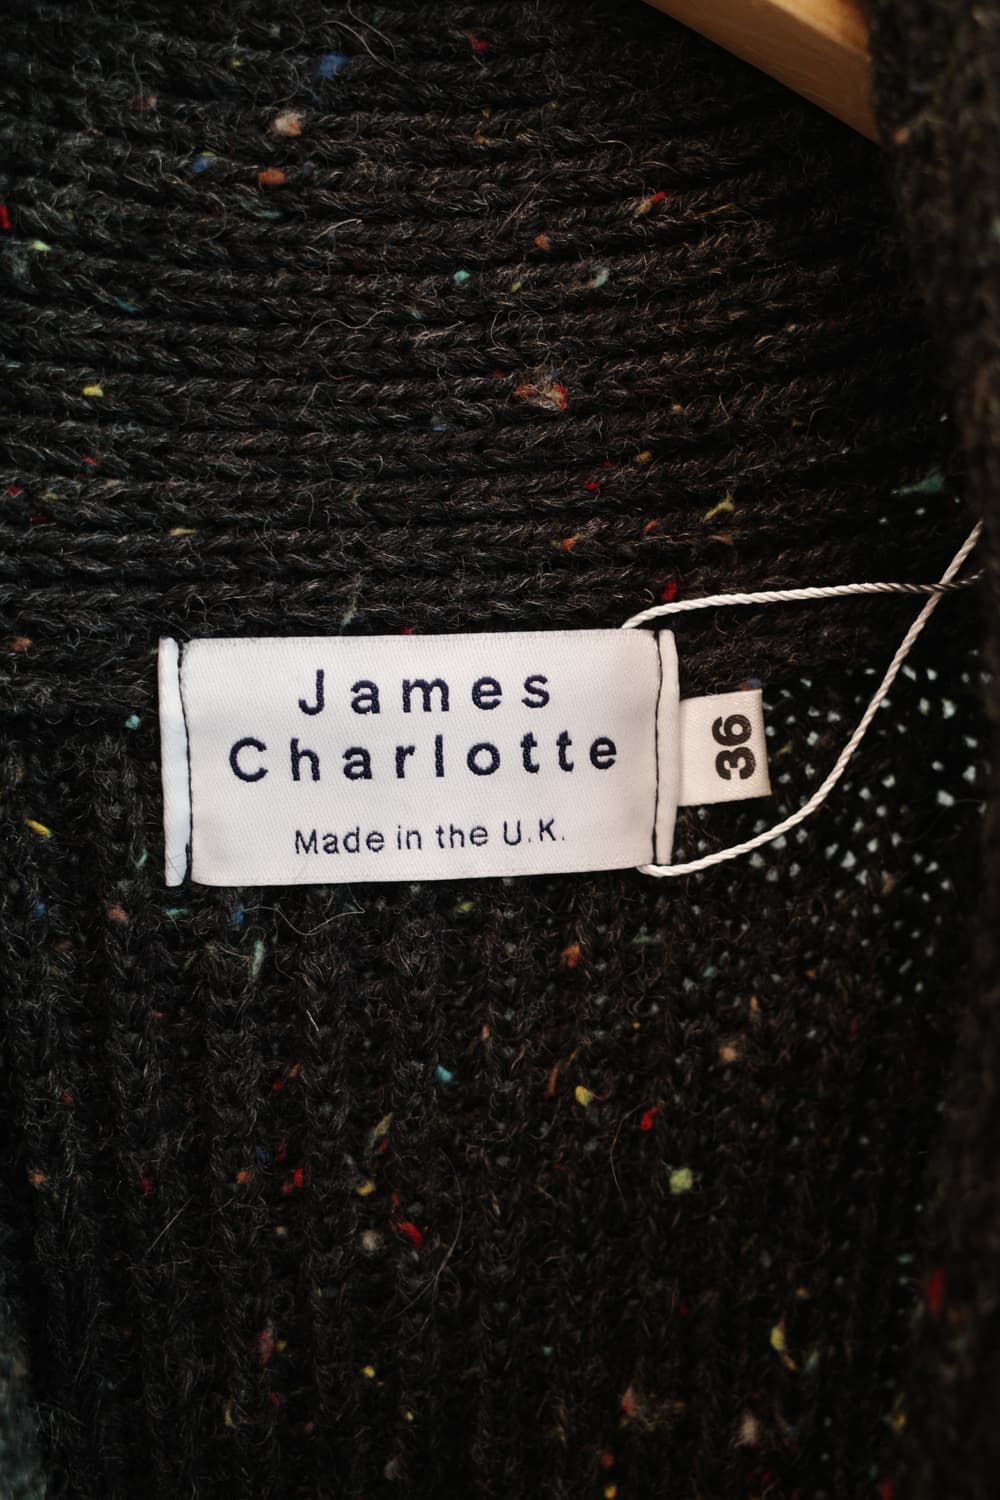 James
Charlotte
Made in the U.K.
36